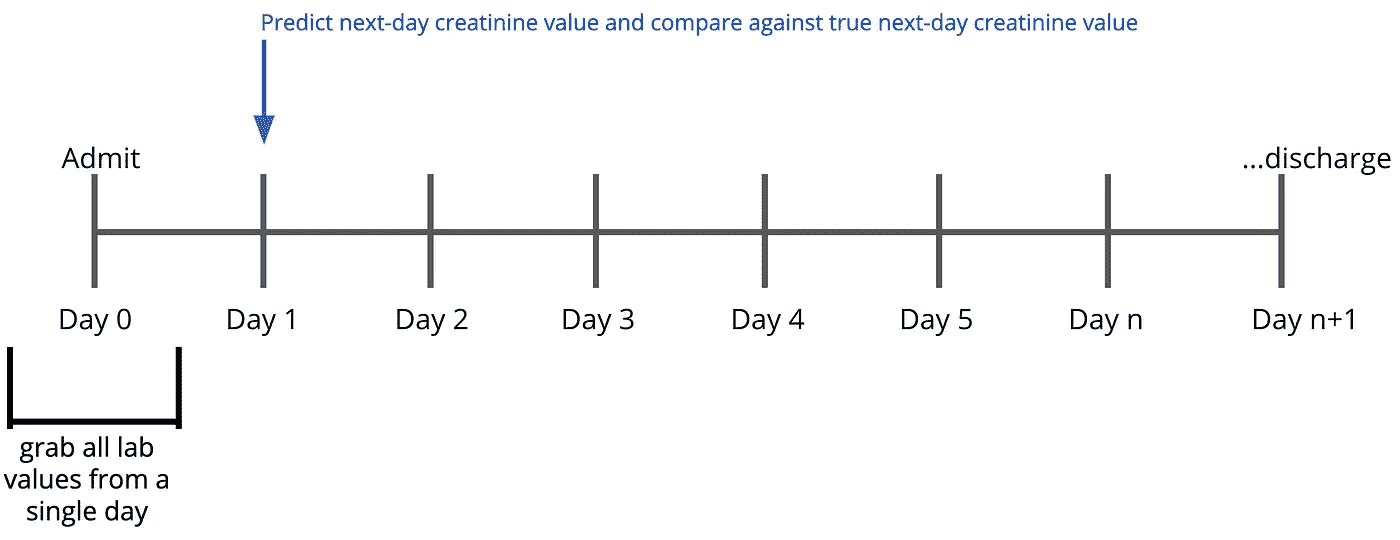 Predict next-day creatinine value and compare against true next-day creatinine value
Admit
...discharge
Day 0
Day 1
Day 2
Day 3
Day 4
Day 5
Day n
Day n+1
grab all lab
values from a
single day